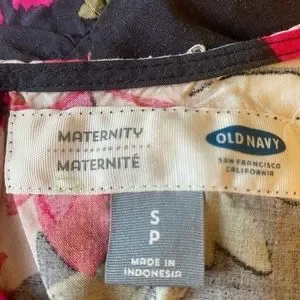 MATERNITY
MATERNITÉ
OLD NAVY
SAN FRANCISCO
CALIFORNIA
S
P
MADE IN
INDONESIA